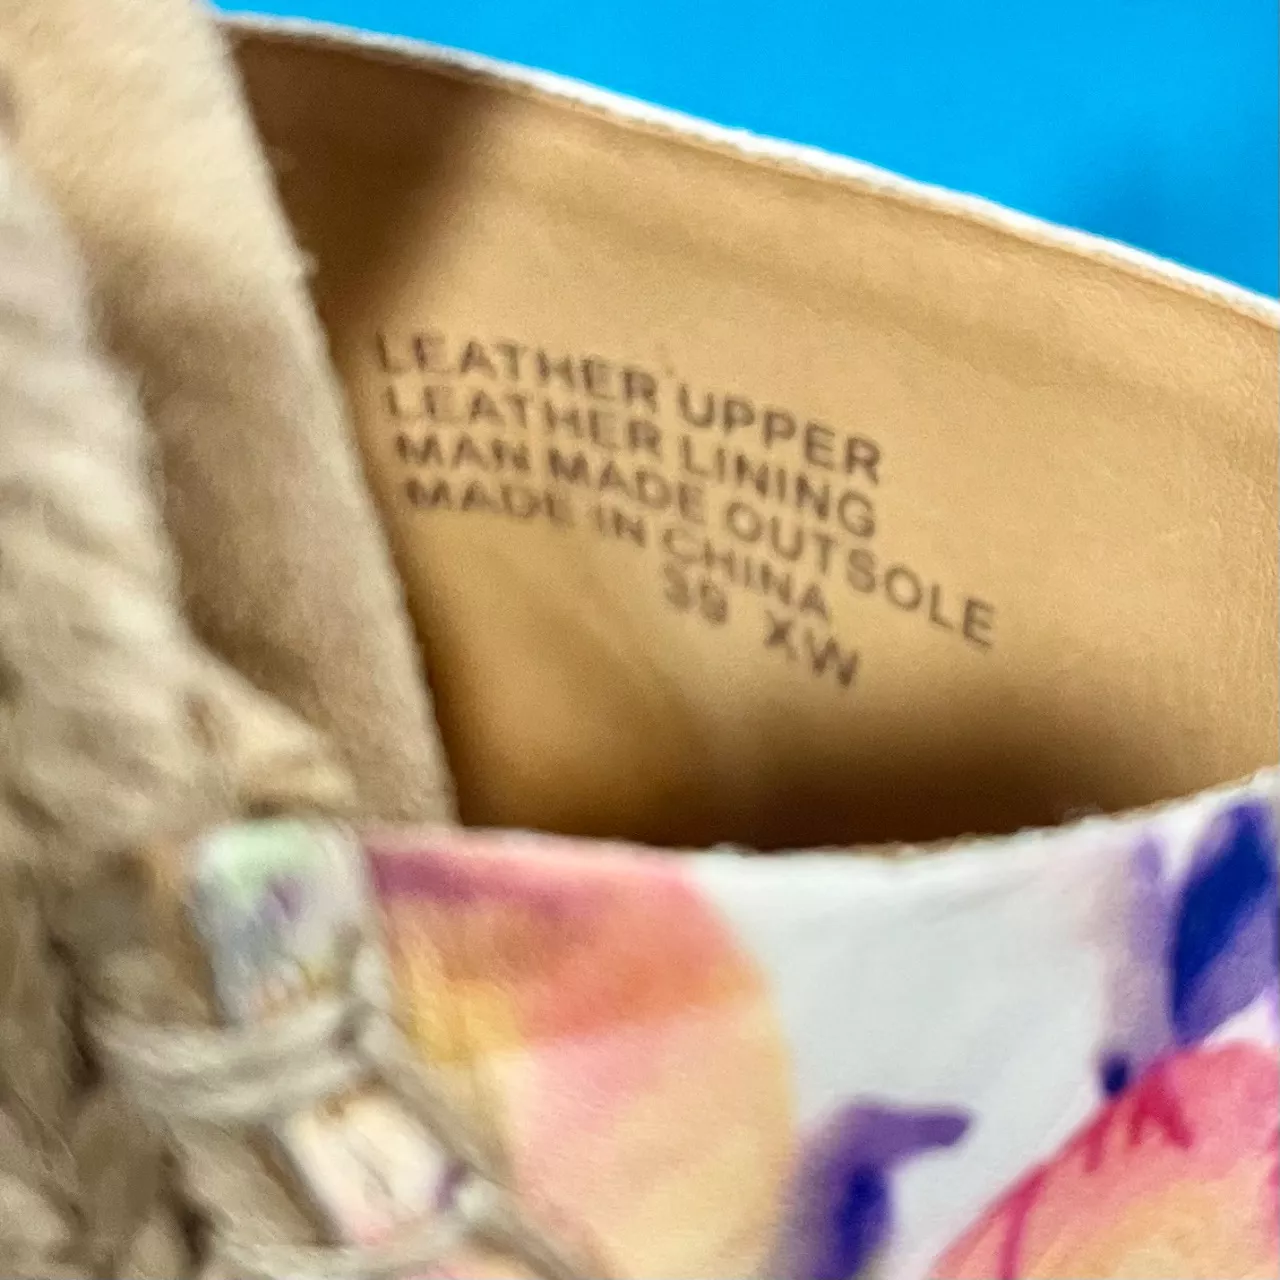 LEATHER UPPER
LEATHER LINING
MAN MADE OUTSOLE
MADE IN CHINA
39 XW